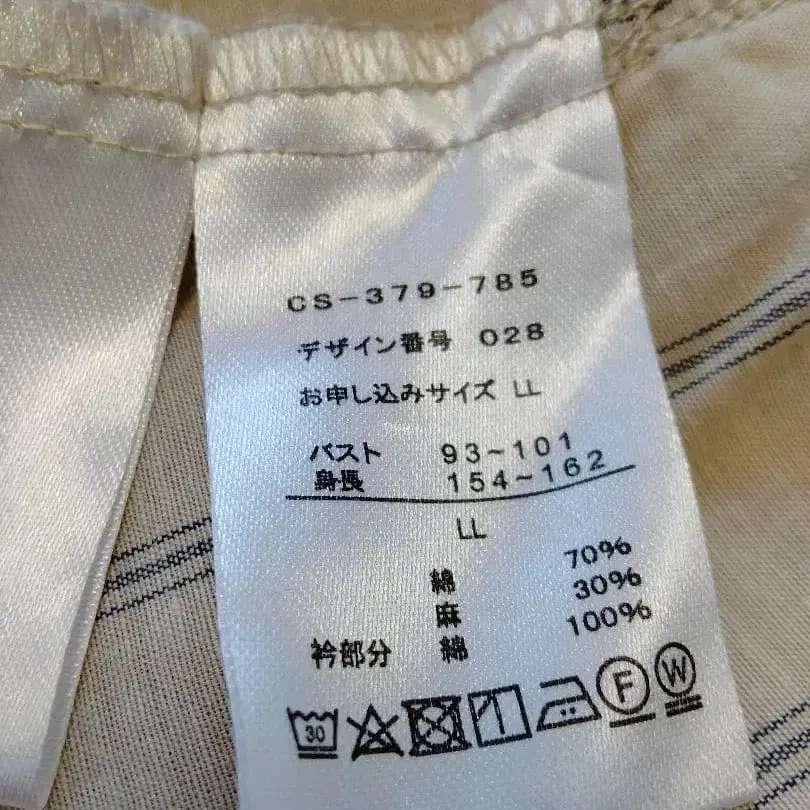 CS-379-785
デザイン番号 028
お申し込みサイズ LL
バスト 93~101
身長 154~162
LL
綿 70%
麻 30%
衿部分 綿 100%
30 F W